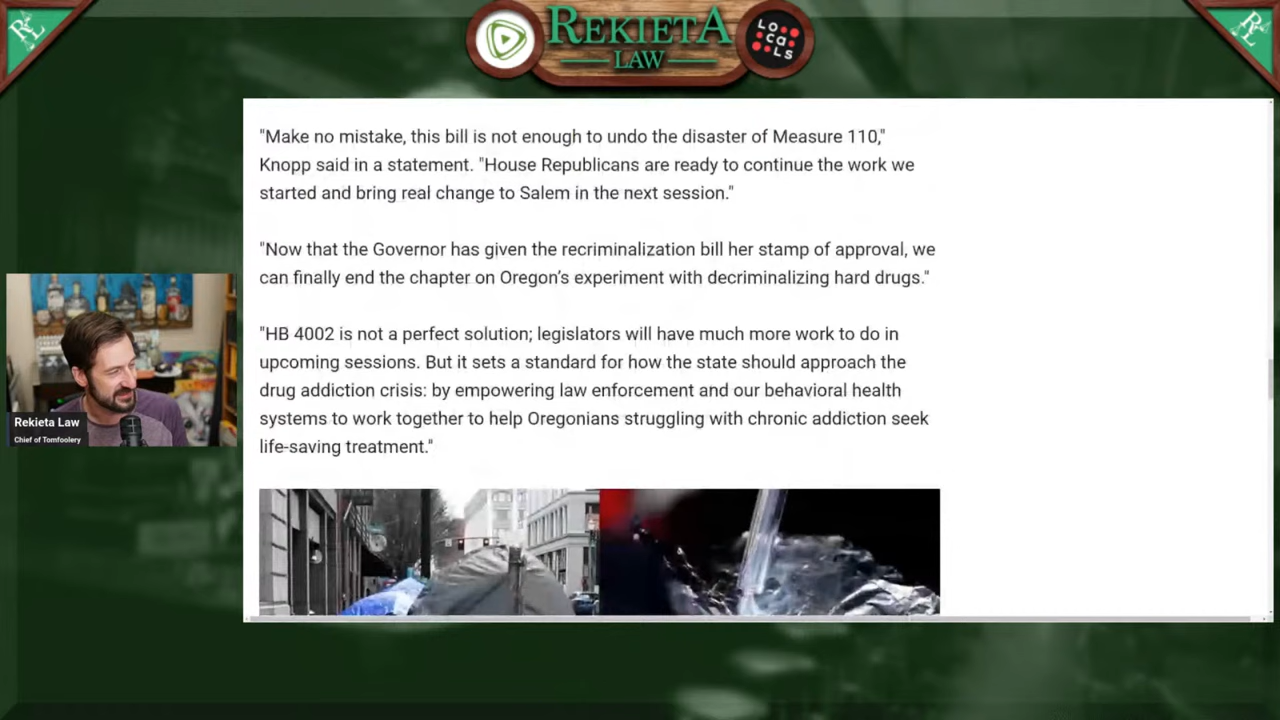 RL
REKIETA
LAW
LOCALS
RL
"Make no mistake, this bill is not enough to undo the disaster of Measure 110,"
Knopp said in a statement. "House Republicans are ready to continue the work we
started and bring real change to Salem in the next session."
"Now that the Governor has given the recriminalization bill her stamp of approval, we
can finally end the chapter on Oregon’s experiment with decriminalizing hard drugs."
"HB 4002 is not a perfect solution; legislators will have much more work to do in
upcoming sessions. But it sets a standard for how the state should approach the
drug addiction crisis: by empowering law enforcement and our behavioral health
systems to work together to help Oregonians struggling with chronic addiction seek
life-saving treatment."
Rekieta Law
Chief of Tomfoolery